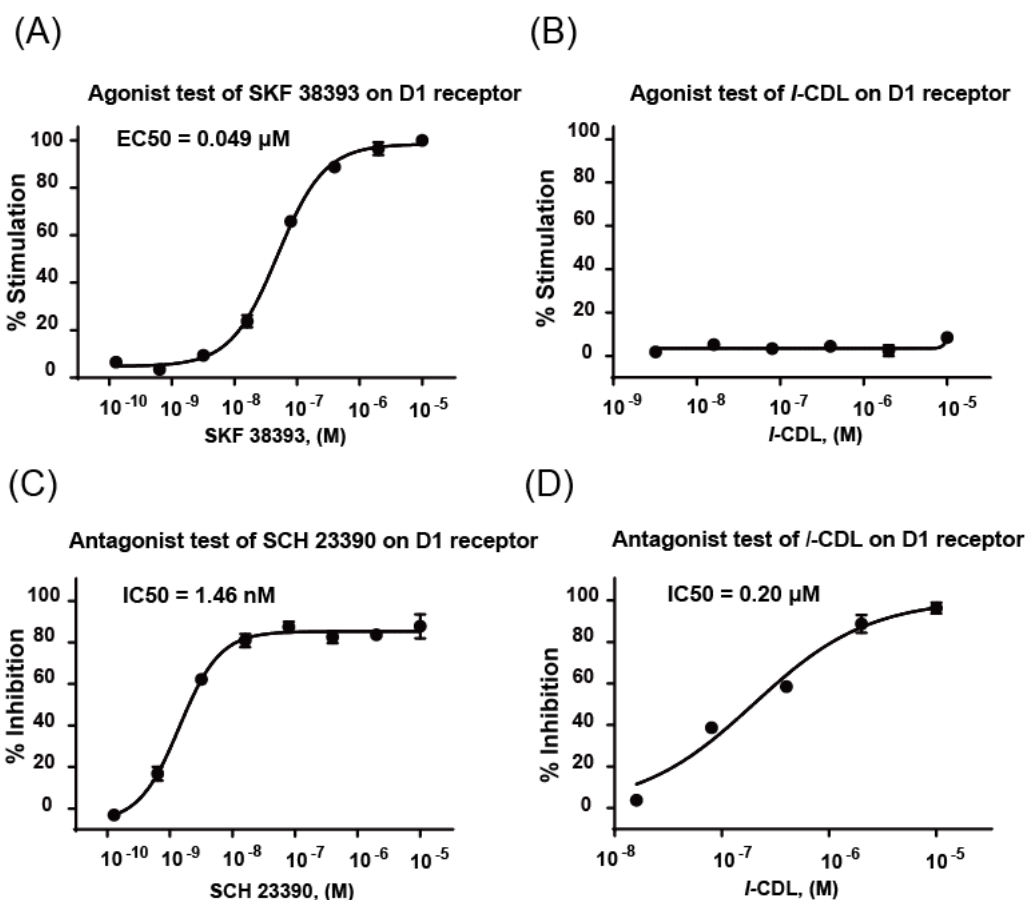 (A)
Agonist test of SKF 38393 on D1 receptor
EC50 = 0.049 µM
% Stimulation
100
80
60
40
20
0
10-10 10-9 10-8 10-7 10-6 10-5
SKF 38393, (M)
(B)
Agonist test of l-CDL on D1 receptor
% Stimulation
100
80
60
40
20
0
10-9 10-8 10-7 10-6 10-5
l-CDL, (M)
(C)
Antagonist test of SCH 23390 on D1 receptor
IC50 = 1.46 nM
% Inhibition
100
80
60
40
20
0
10-10 10-9 10-8 10-7 10-6 10-5
SCH 23390, (M)
(D)
Antagonist test of l-CDL on D1 receptor
IC50 = 0.20 µM
% Inhibition
100
80
60
40
20
0
10-8 10-7 10-6 10-5
l-CDL, (M)